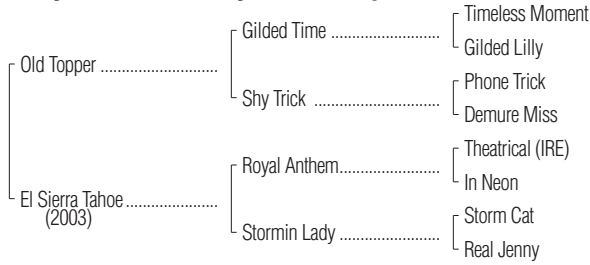 Timeless Moment
Gilded Time ......................
Gilded Lilly
Old Topper ........................
Phone Trick
Shy Trick .........................
Demure Miss
Theatrical (IRE)
Royal Anthem.....................
In Neon
El Sierra Tahoe ...................
(2003)
Storm Cat
Stormin Lady .....................
Real Jenny